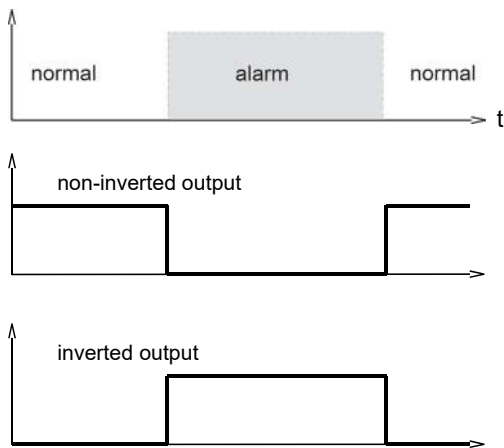 normal alarm normal
t
non-inverted output
inverted output